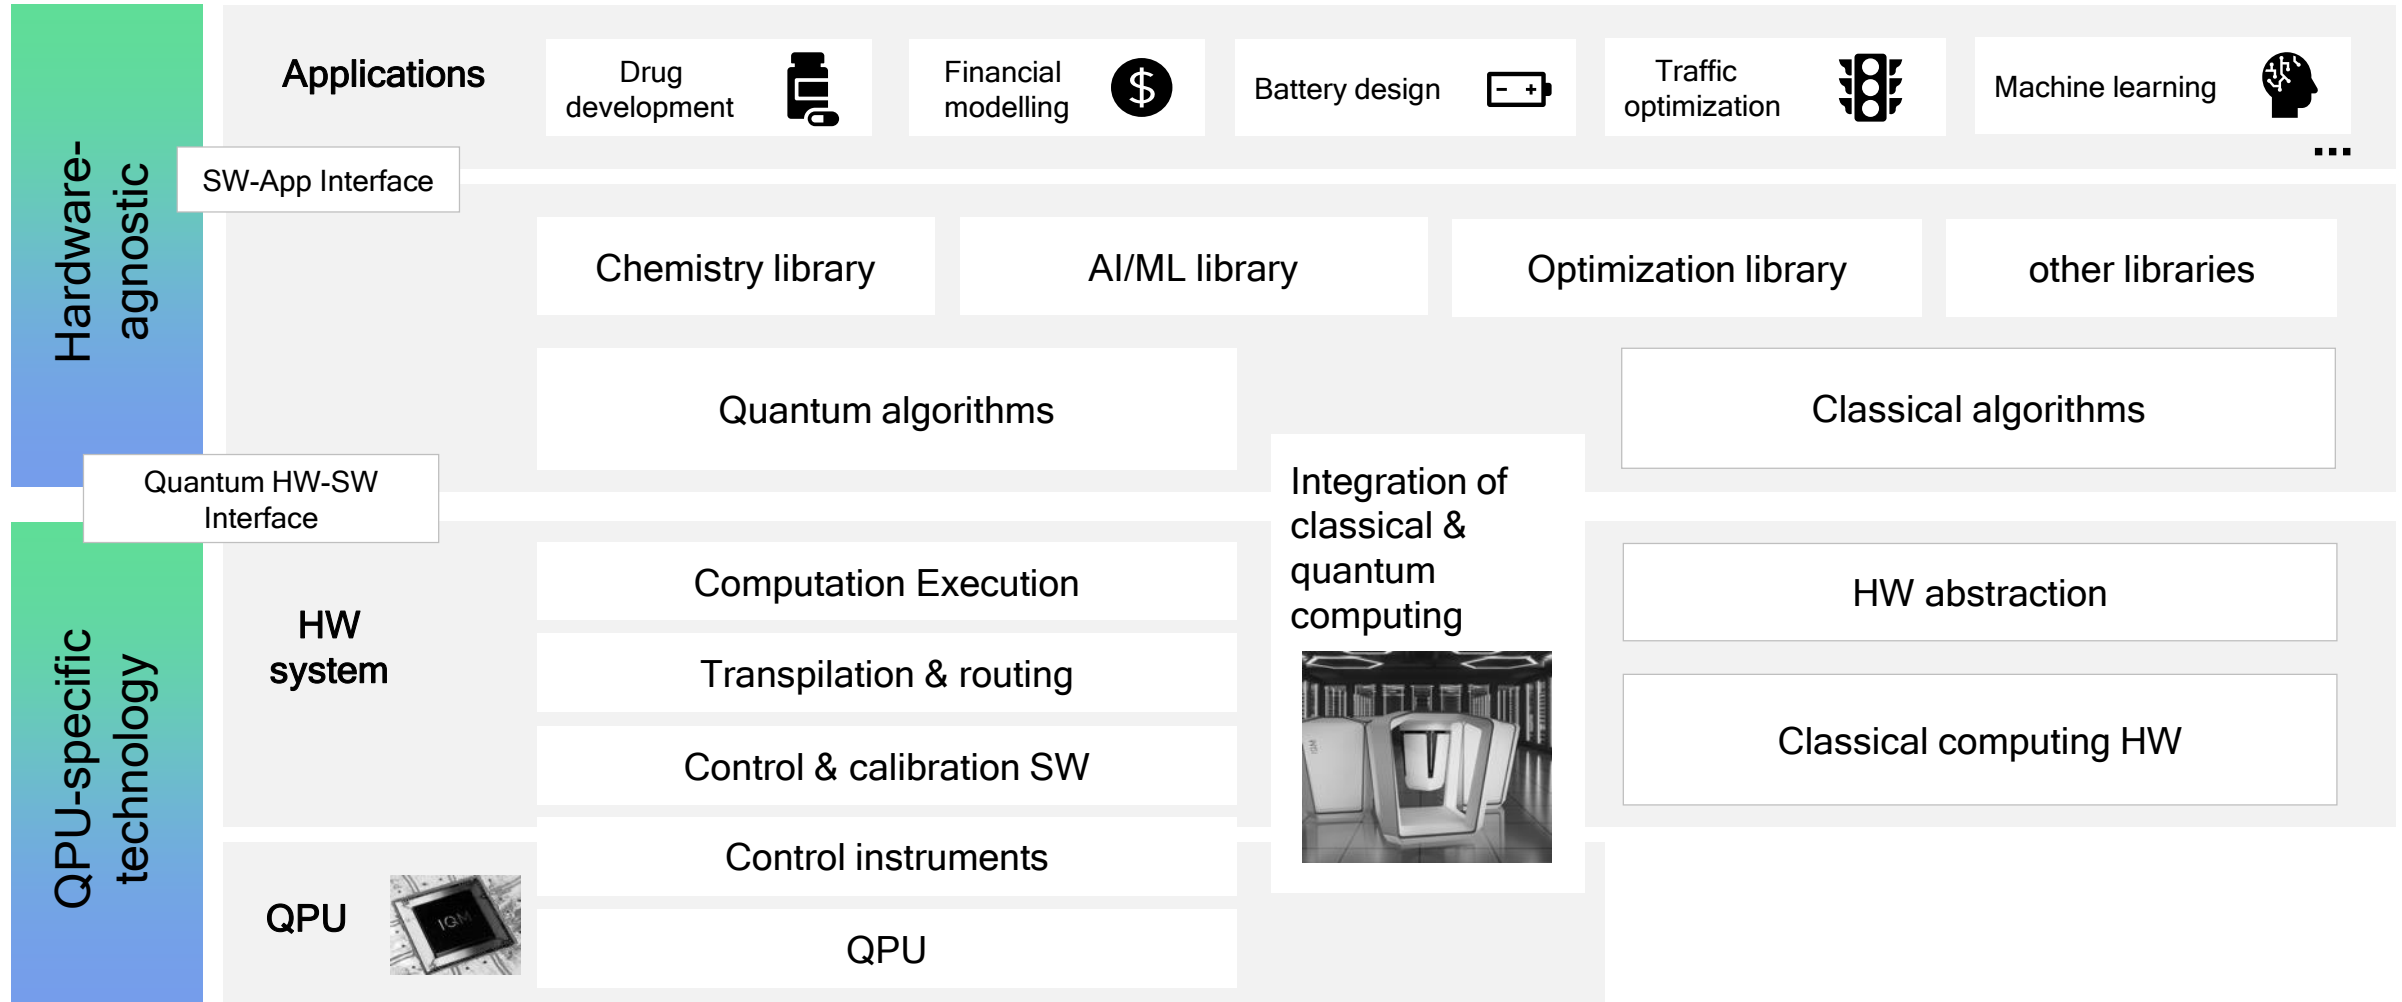 Hardware-
agnostic
QPU-specific
technology
Applications
Drug
development
Financial
modelling
$
Battery design
- +
Traffic
optimization
Machine learning
...
SW-App Interface
Chemistry library
AI/ML library
Optimization library
other libraries
Quantum algorithms
Classical algorithms
Quantum HW-SW
Interface
HW
system
Computation Execution
Transpilation & routing
Control & calibration SW
Control instruments
Integration of
classical &
quantum
computing
IQM
HW abstraction
Classical computing HW
QPU
IQM
QPU